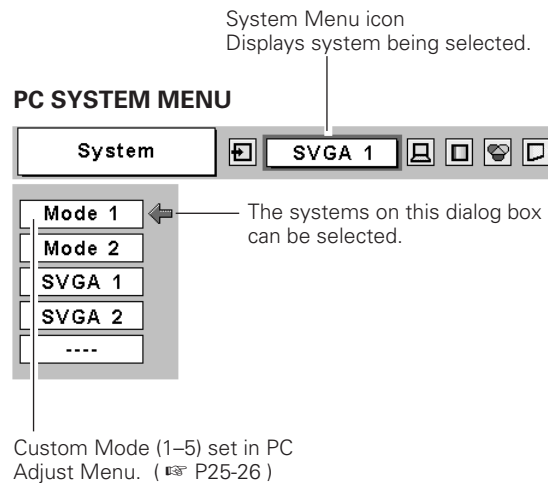 System Menu icon
Displays system being selected.
PC SYSTEM MENU
System
SVGA 1
Mode 1
The systems on this dialog box
can be selected.
Mode 2
SVGA 1
SVGA 2
----
Custom Mode (1–5) set in PC
Adjust Menu. ( ☞ P25-26 )